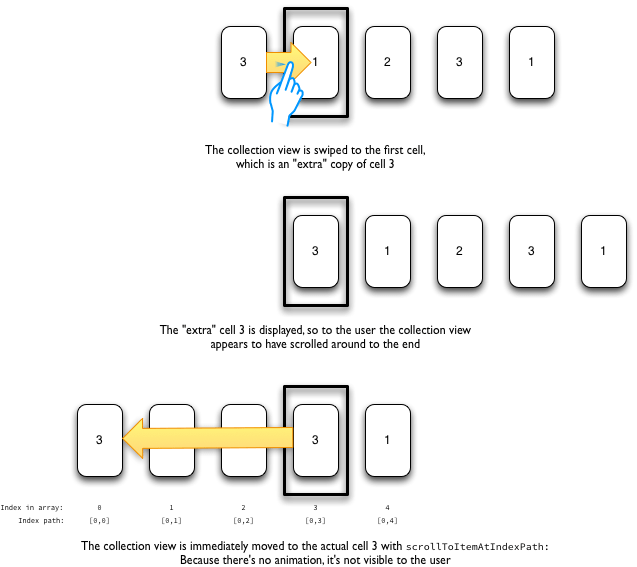 3 1 2 3 1
The collection view is swiped to the first cell,
which is an "extra" copy of cell 3
3 1 2 3 1
The "extra" cell 3 is displayed, so to the user the collection view
appears to have scrolled around to the end
3 3 1
Index in array: 0 1 2 3 4
Index path: [0,0] [0,1] [0,2] [0,3] [0,4]
The collection view is immediately moved to the actual cell 3 with scrollToItemAtIndexPath:
Because there's no animation, it's not visible to the user